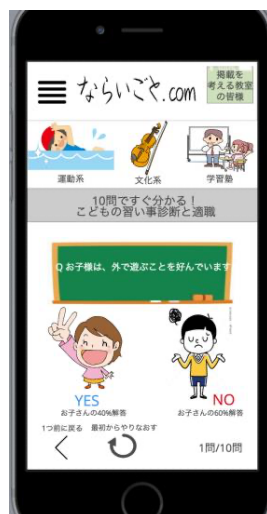 ならいごと.com
掲載を
考える教室
の皆様
運動系
文化系
学習塾
10問ですぐ分かる！
こどもの習い事診断と適職
Q お子様は、外で遊ぶことを好んでいます
YES
お子さんの40%解答
NO
お子さんの60%解答
1つ前に戻る
最初からやりなおす
1問/10問